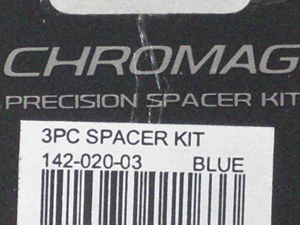 CHROMAG
PRECISION SPACER KIT
3PC SPACER KIT
142-020-03 BLUE